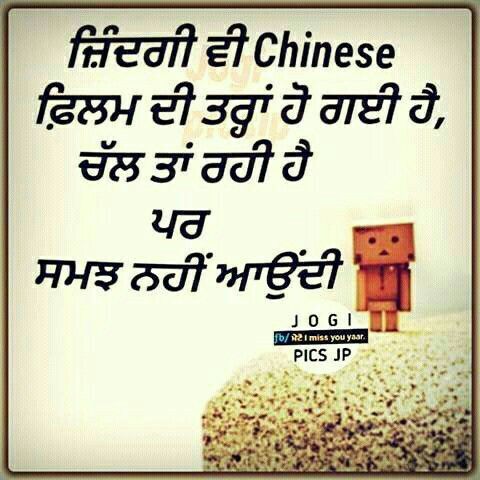 ਜ਼ਿੰਦਗੀ ਵੀ Chinese
ਫ਼ਿਲਮ ਦੀ ਤਰ੍ਹਾਂ ਹੋ ਗਈ ਹੈ,
ਚੱਲ ਤਾਂ ਰਹੀ ਹੈ
ਪਰ
ਸਮਝ ਨਹੀਂ ਆਉਂਦੀ
JOGI
fb/ ਮੋਟੋ I miss you yaar.
PICS JP